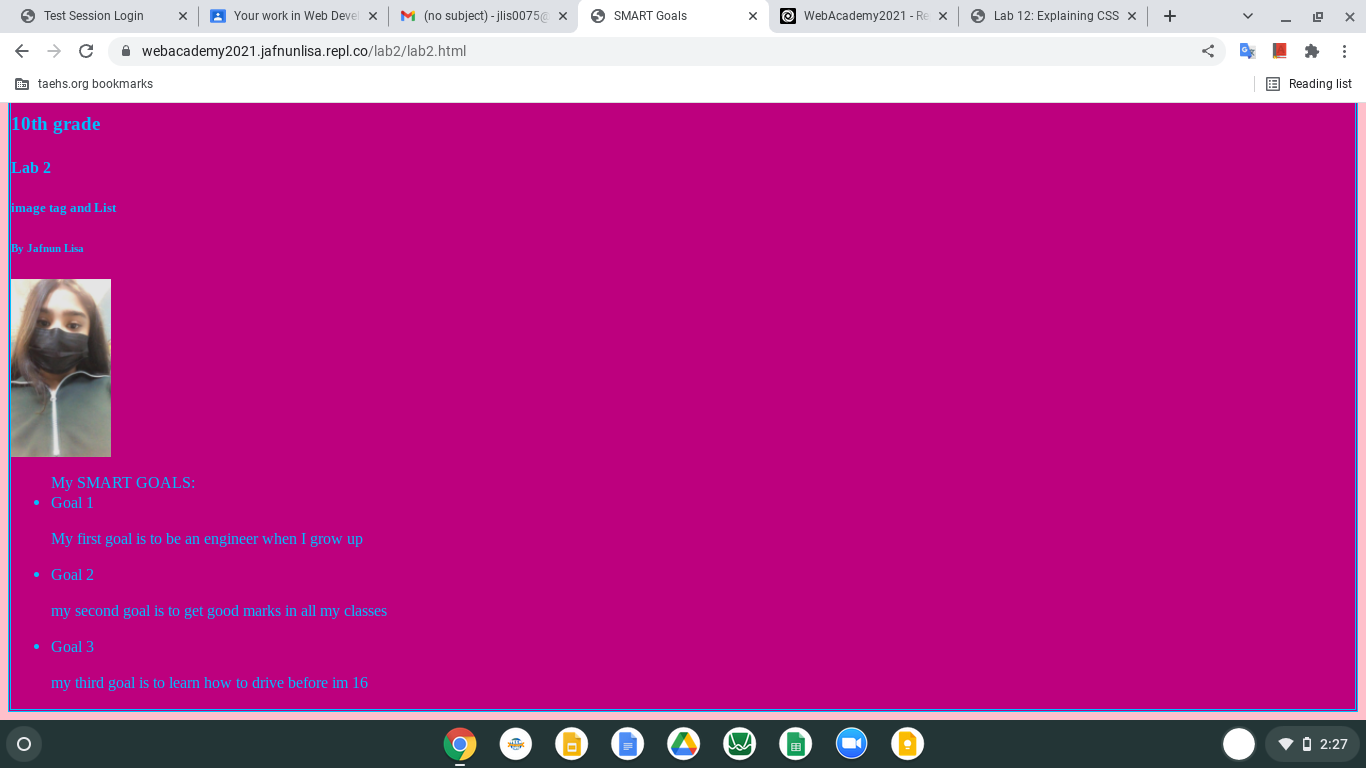 Test Session Login
Your work in Web Devel
(no subject) - jlis0075@
SMART Goals
WebAcademy2021 - Re
Lab 12: Explaining CSS
webacademy2021.jafnunlisa.repl.co/lab2/lab2.html
taehs.org bookmarks
Reading list
10th grade
Lab 2
image tag and List
By Jafnun Lisa
My SMART GOALS:
Goal 1
My first goal is to be an engineer when I grow up
Goal 2
my second goal is to get good marks in all my classes
Goal 3
my third goal is to learn how to drive before im 16
2:27